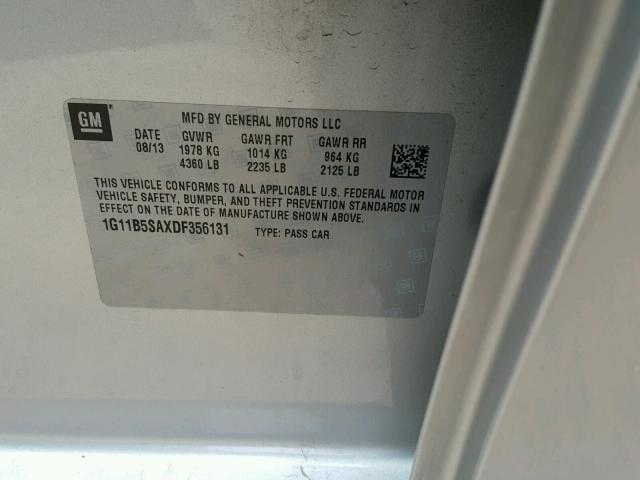 GM
MFD BY GENERAL MOTORS LLC
DATE GVWR GAWR FRT GAWR RR
08/13 1978 KG 1014 KG 964 KG
4360 LB 2235 LB 2125 LB
THIS VEHICLE CONFORMS TO ALL APPLICABLE U.S. FEDERAL MOTOR
VEHICLE SAFETY, BUMPER, AND THEFT PREVENTION STANDARDS IN
EFFECT ON THE DATE OF MANUFACTURE SHOWN ABOVE.
1G11B5SAXDF356131 TYPE: PASS CAR